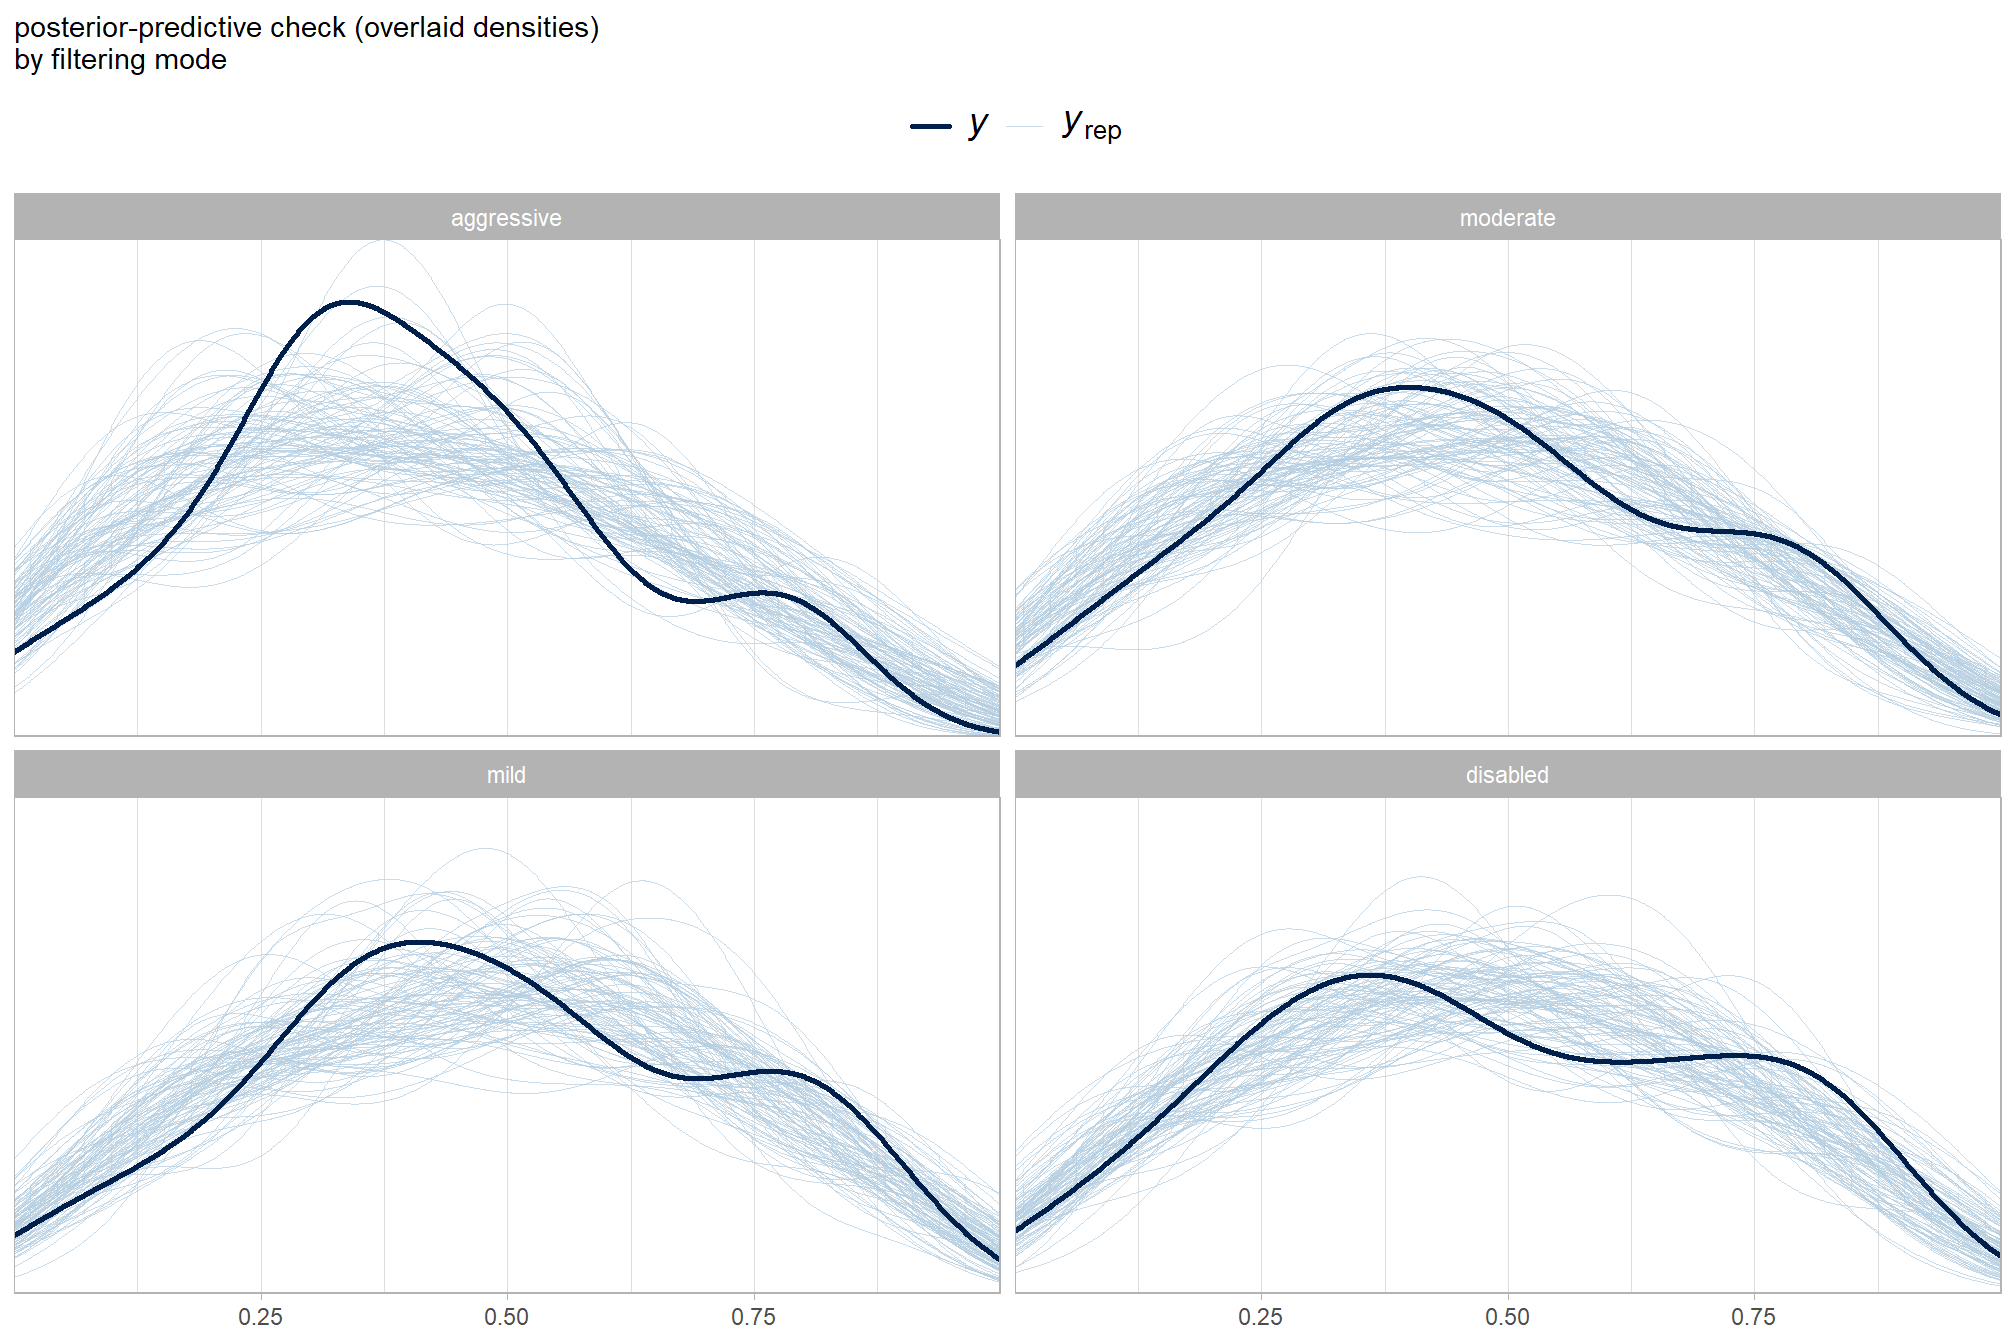 posterior-predictive check (overlaid densities)
by filtering mode
y y rep
aggressive moderate
mild disabled
0.25 0.50 0.75 0.25 0.50 0.75